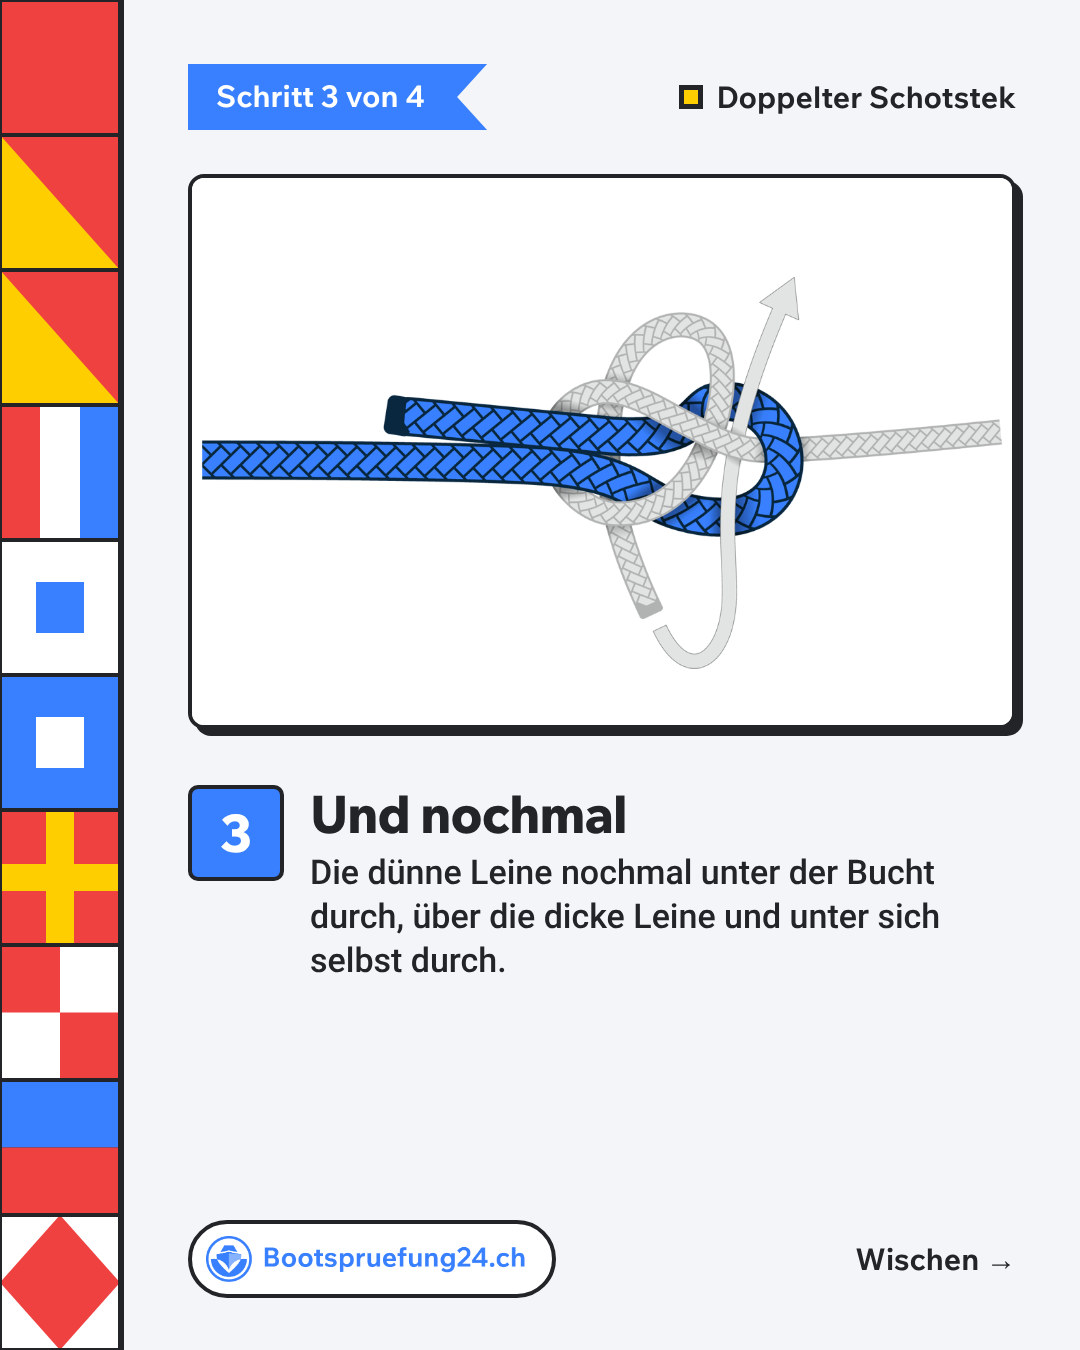 Schritt 3 von 4
Doppelter Schotstek
3
Und nochmal
Die dünne Leine nochmal unter der Bucht
durch, über die dicke Leine und unter sich
selbst durch.
Bootspruefung24.ch
Wischen →